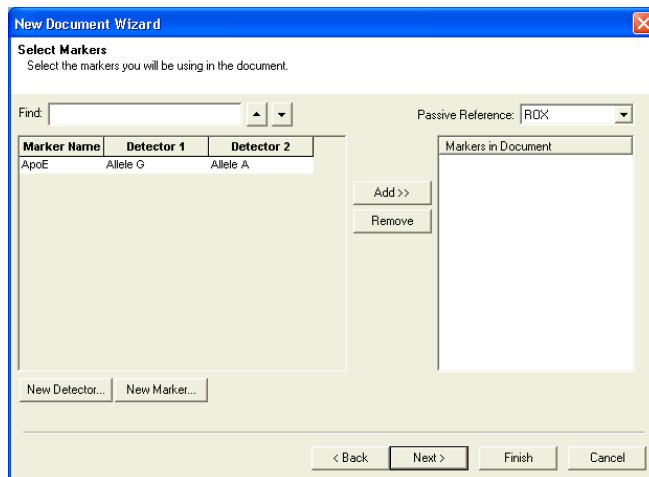 New Document Wizard
Select Markers
Select the markers you will be using in the document.
Find:
Passive Reference: ROX
Marker Name Detector 1 Detector 2
ApoE Allele G Allele A
Markers in Document
Add >>
Remove
New Detector... New Marker...
< Back Next > Finish Cancel